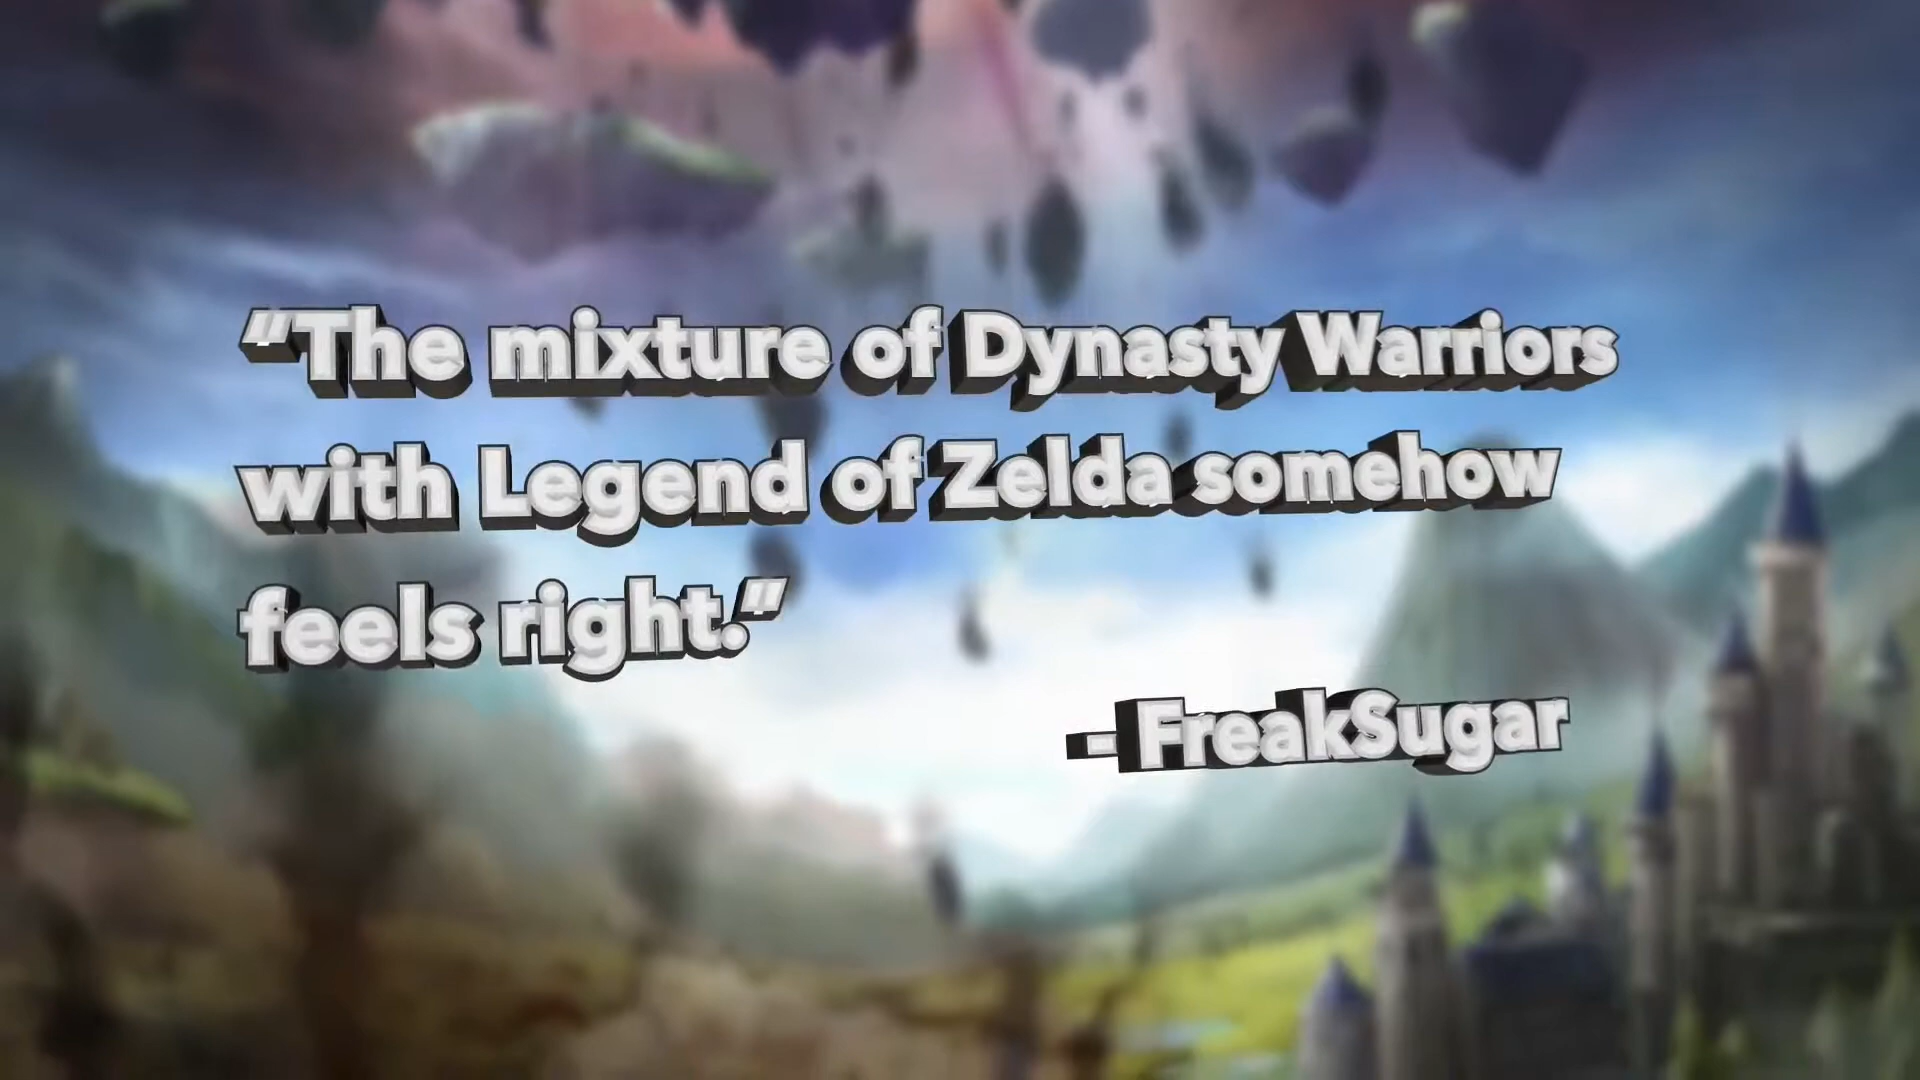 “The mixture of Dynasty Warriors
with Legend of Zelda somehow
feels right.”
- FreakSugar